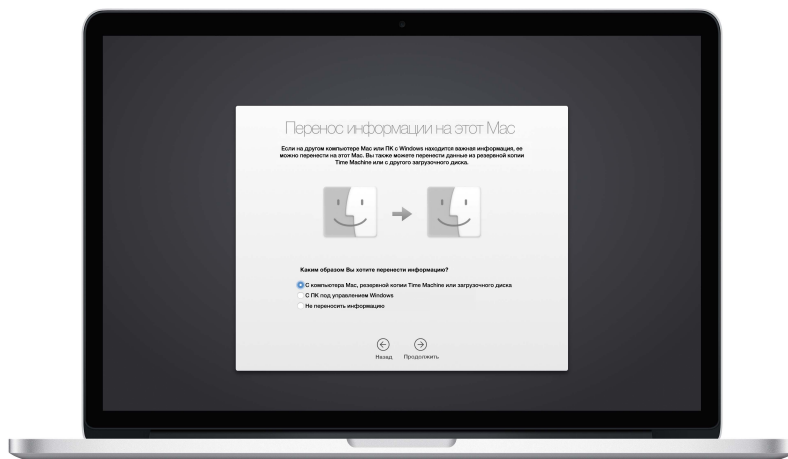 Перенос информации на этот Mac
Если на другом компьютере Mac или ПК с Windows находится важная информация, ее
можно перенести на этот Mac. Вы также можете перенести данные из резервной копии
Time Machine или с другого загрузочного диска.
Каким образом Вы хотите перенести информацию?
С компьютера Mac, резервной копии Time Machine или загрузочного диска
С ПК под управлением Windows
Не переносить информацию
Назад Продолжить